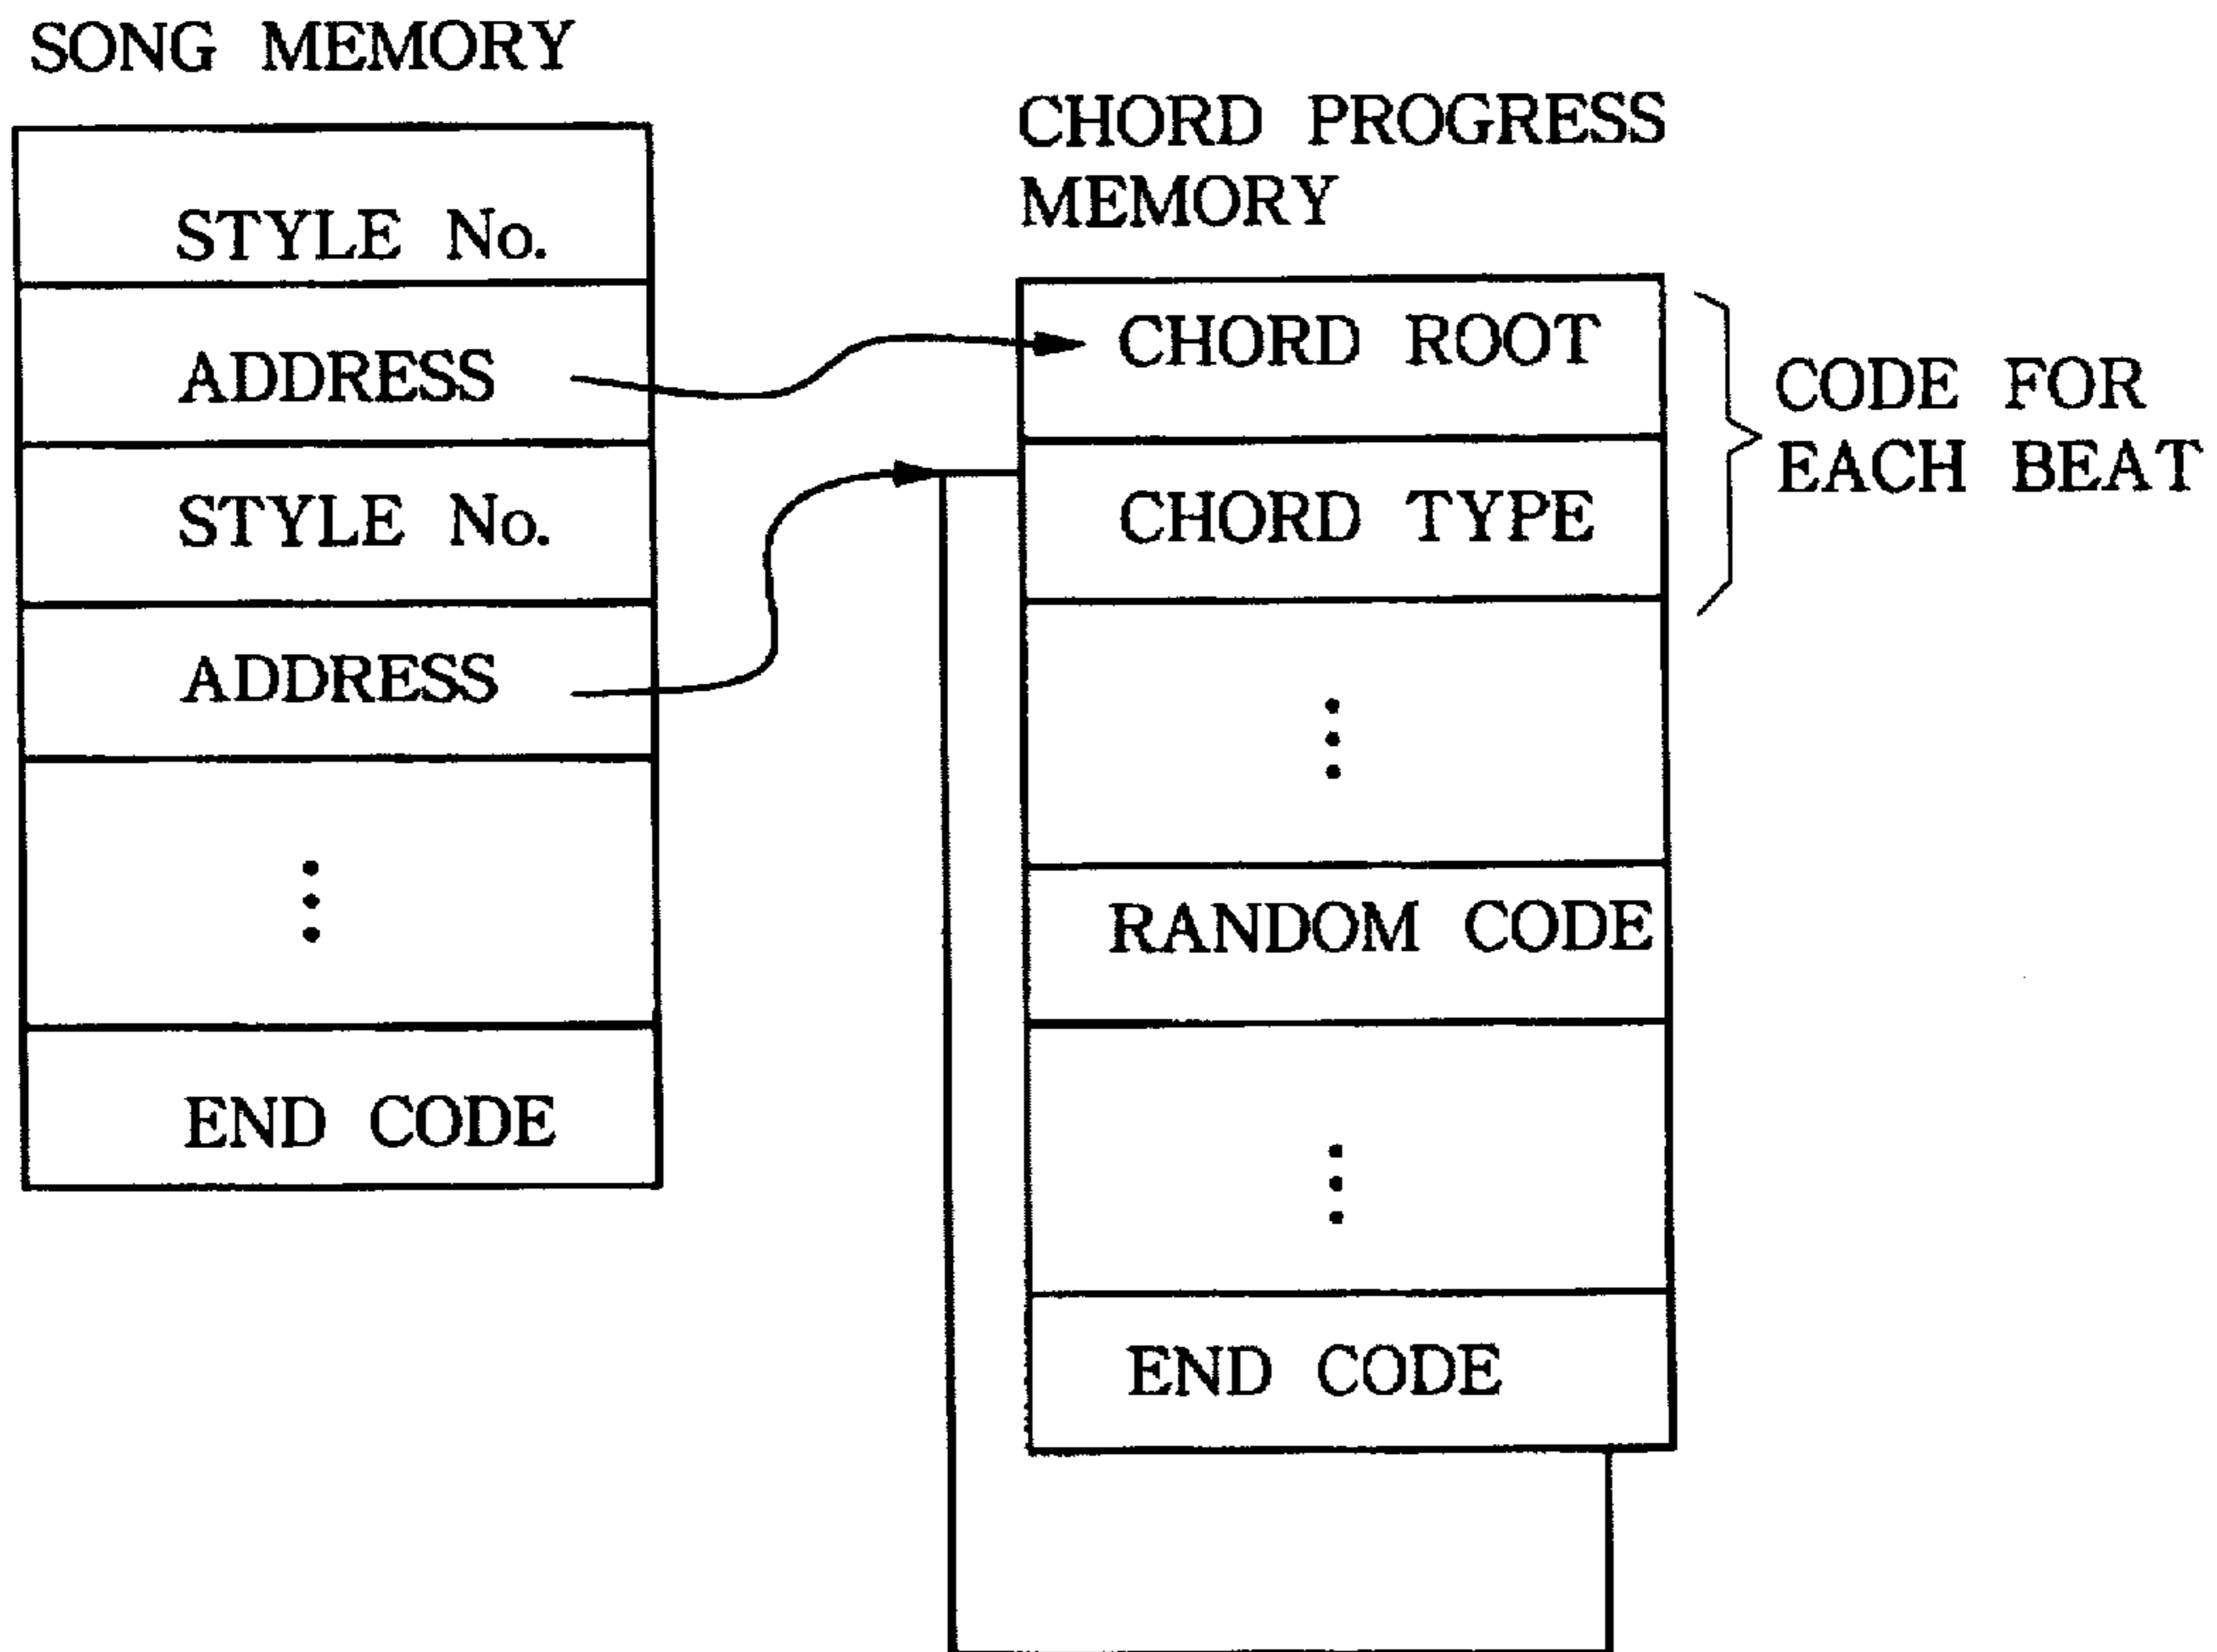 SONG MEMORY
STYLE No.
ADDRESS
STYLE No.
ADDRESS
END CODE
CHORD PROGRESS
MEMORY
CHORD ROOT
CHORD TYPE
RANDOM CODE
END CODE
CODE FOR
EACH BEAT